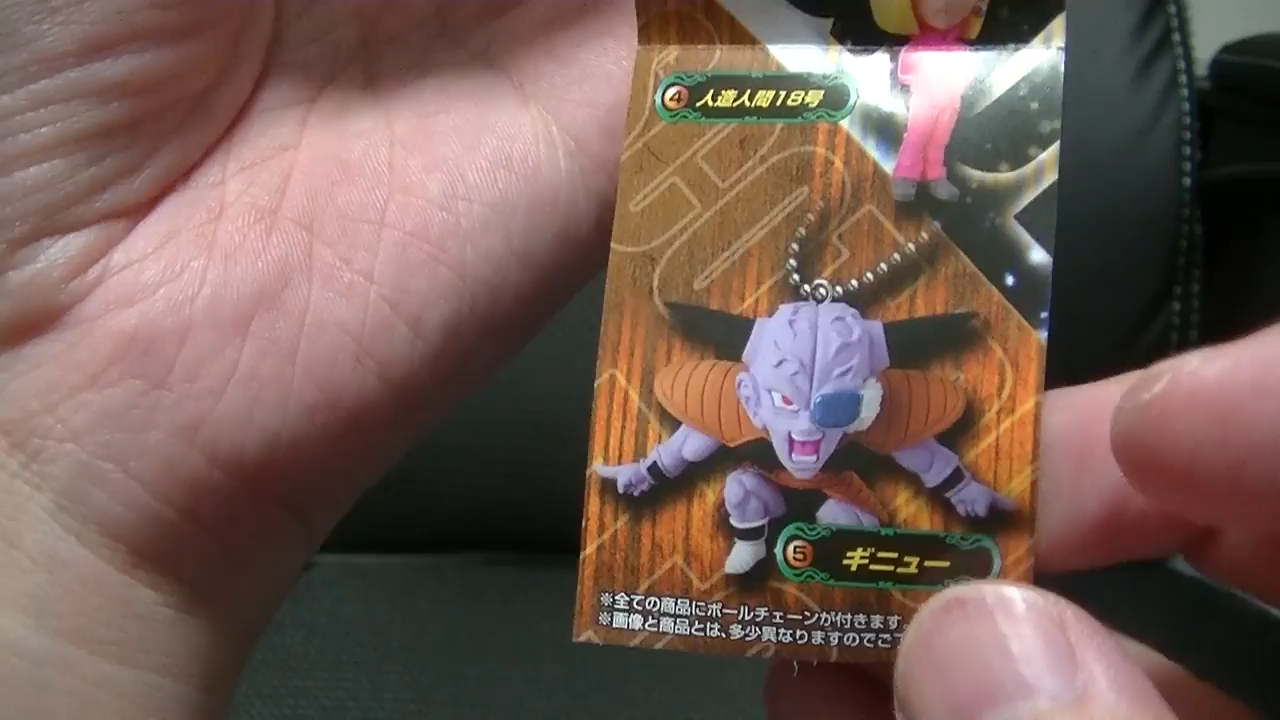 4 人造人間18号
5 ギニュー
※全ての商品にボールチェーンが付きます。
※画像と商品とは、多少異なりますのでご